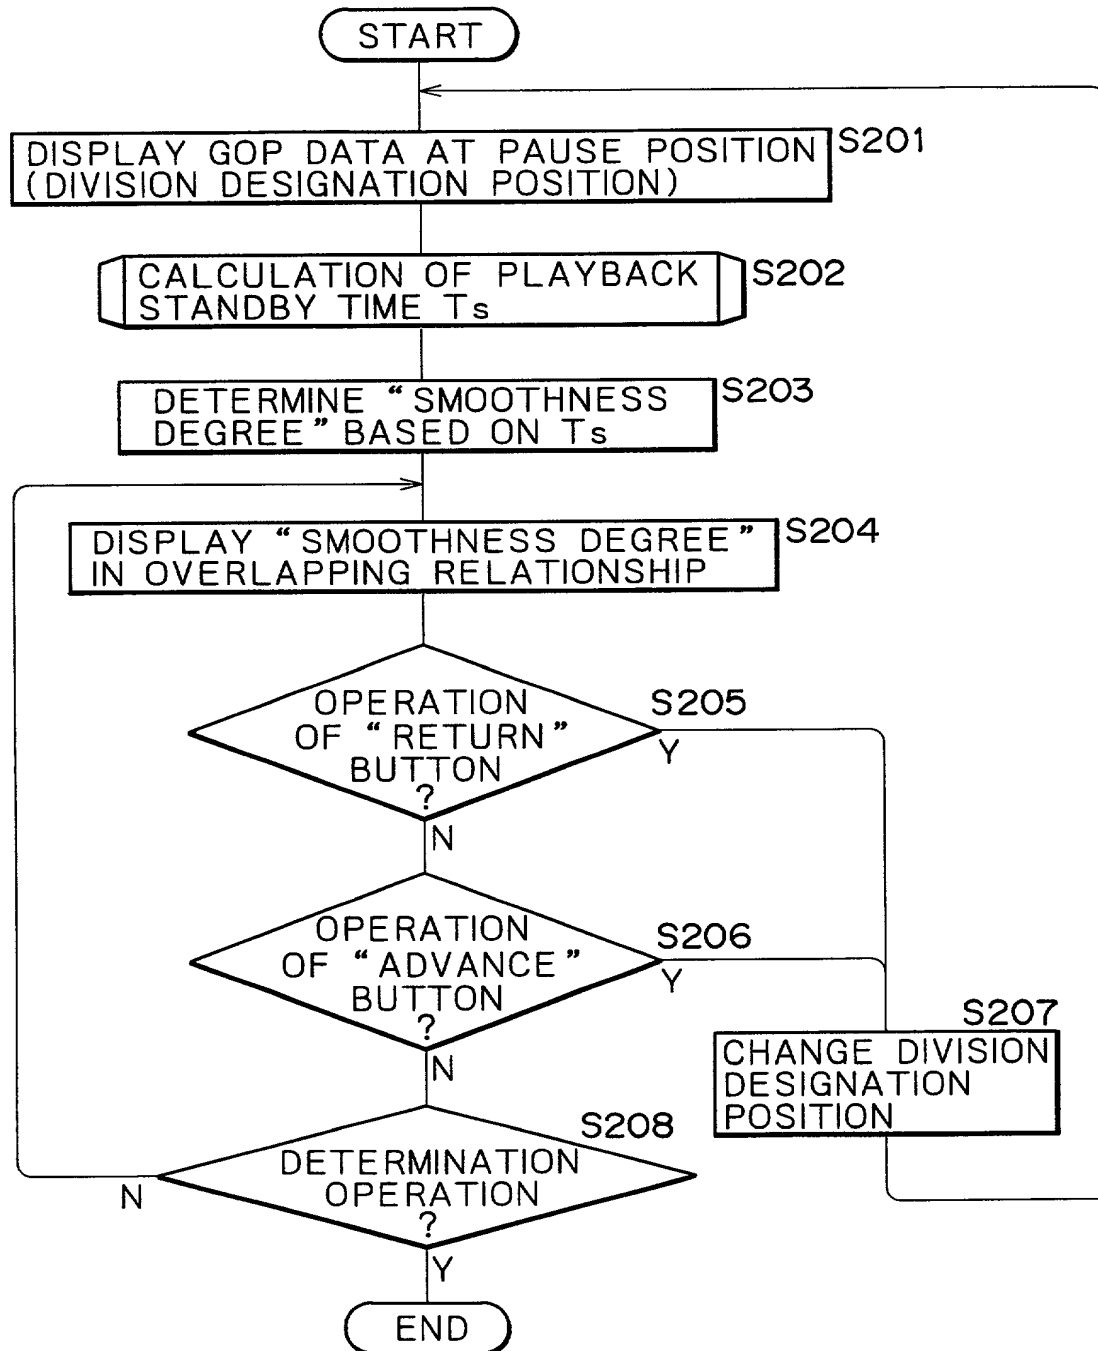 START
DISPLAY GOP DATA AT PAUSE POSITION
(DIVISION DESIGNATION POSITION)
S201
CALCULATION OF PLAYBACK
STANDBY TIME Ts
S202
DETERMINE “SMOOTHNESS
DEGREE” BASED ON Ts
S203
DISPLAY “SMOOTHNESS DEGREE”
IN OVERLAPPING RELATIONSHIP
S204
OPERATION
OF “RETURN”
BUTTON
?
S205
Y
N
OPERATION
OF “ADVANCE”
BUTTON
?
S206
Y
N
S207
CHANGE DIVISION
DESIGNATION
POSITION
S208
DETERMINATION
OPERATION
?
N
Y
END